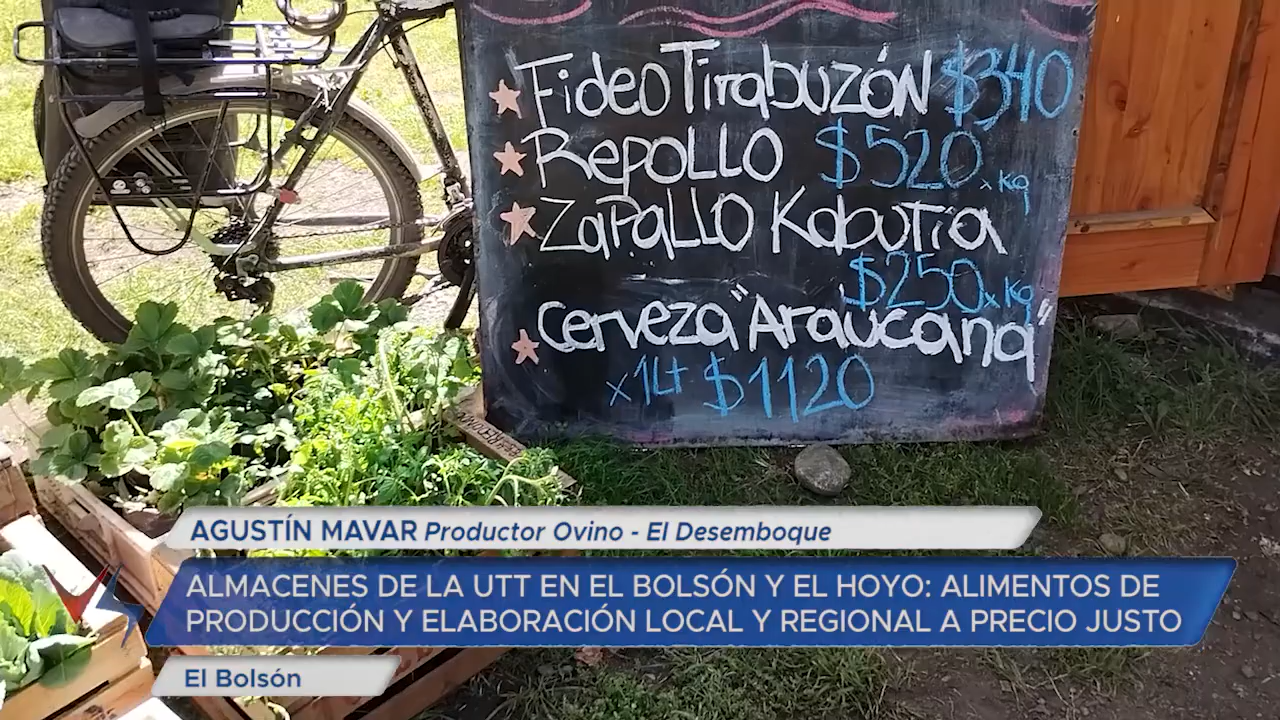 Fideo Tirabuzón $340
Repollo $520 x Kg
Zapallo Kabutia
$250 x Kg
Cerveza "Araucana"
x 1Lt $1120
AGUSTÍN MAVAR Productor Ovino - El Desemboque
ALMACENES DE LA UTT EN EL BOLSÓN Y EL HOYO: ALIMENTOS DE
PRODUCCIÓN Y ELABORACIÓN LOCAL Y REGIONAL A PRECIO JUSTO
El Bolsón